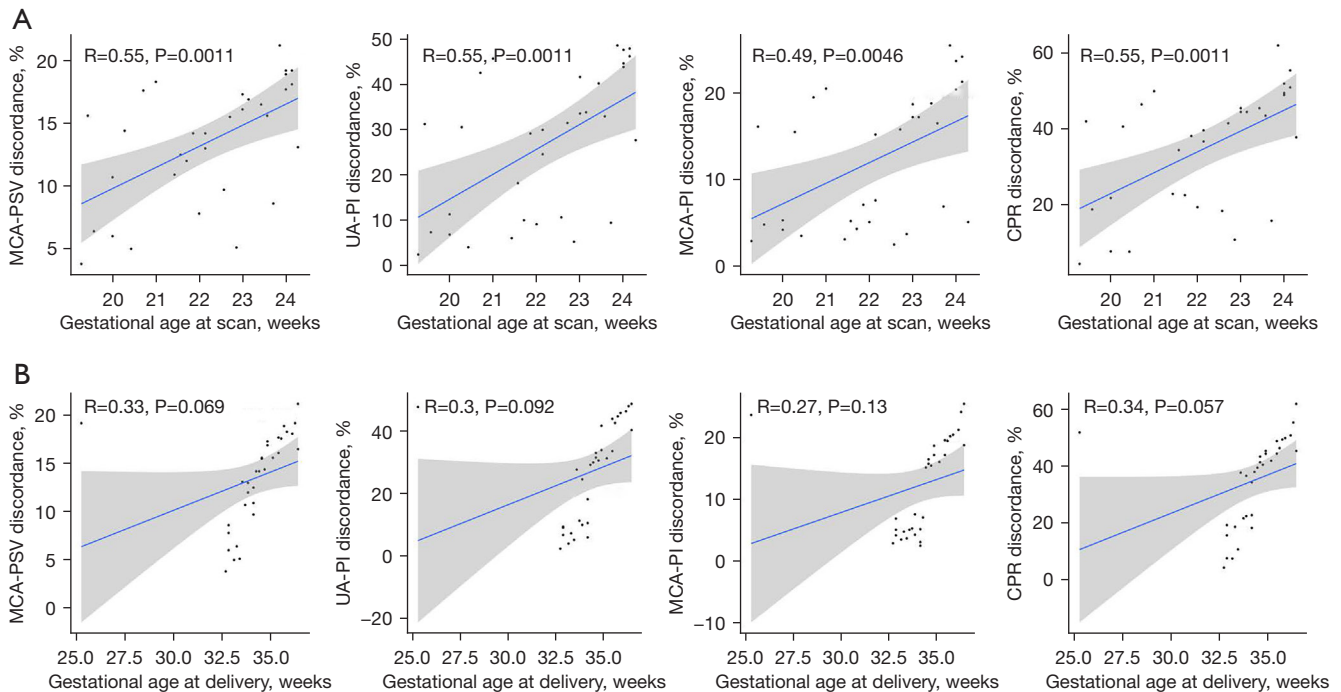 A
R=0.55, P=0.0011
MCA-PSV discordance, %
20
15
10
5
20 21 22 23 24
Gestational age at scan, weeks
R=0.55, P=0.0011
UA-PI discordance, %
50
40
30
20
10
0
20 21 22 23 24
Gestational age at scan, weeks
R=0.49, P=0.0046
MCA-PI discordance, %
20
10
0
20 21 22 23 24
Gestational age at scan, weeks
R=0.55, P=0.0011
CPR discordance, %
60
40
20
20 21 22 23 24
Gestational age at scan, weeks
B
R=0.33, P=0.069
MCA-PSV discordance, %
20
15
10
5
0
25.0 27.5 30.0 32.5 35.0
Gestational age at delivery, weeks
R=0.3, P=0.092
UA-PI discordance, %
40
20
0
−20
25.0 27.5 30.0 32.5 35.0
Gestational age at delivery, weeks
R=0.27, P=0.13
MCA-PI discordance, %
20
10
0
−10
25.0 27.5 30.0 32.5 35.0
Gestational age at delivery, weeks
R=0.34, P=0.057
CPR discordance, %
60
40
20
0
25.0 27.5 30.0 32.5 35.0
Gestational age at delivery, weeks